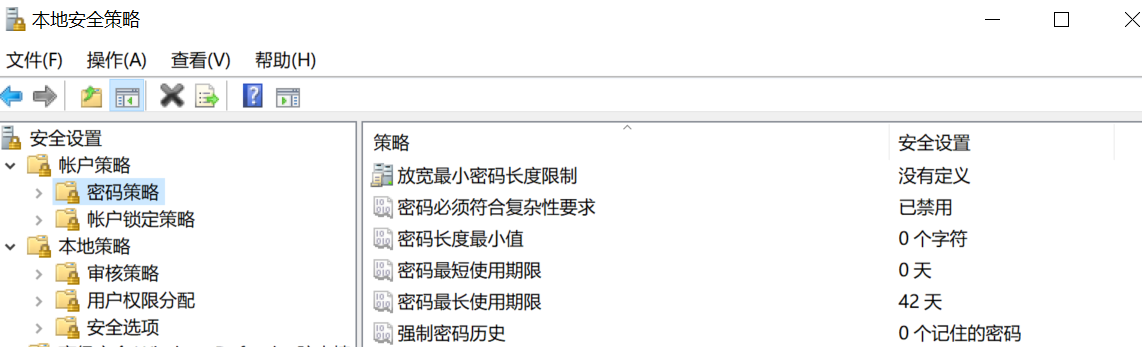 本地安全策略
文件(F) 操作(A) 查看(V) 帮助(H)
安全设置
帐户策略
密码策略
帐户锁定策略
本地策略
审核策略
用户权限分配
安全选项
策略 安全设置
放宽最小密码长度限制 没有定义
密码必须符合复杂性要求 已禁用
密码长度最小值 0 个字符
密码最短使用期限 0 天
密码最长使用期限 42 天
强制密码历史 0 个记住的密码